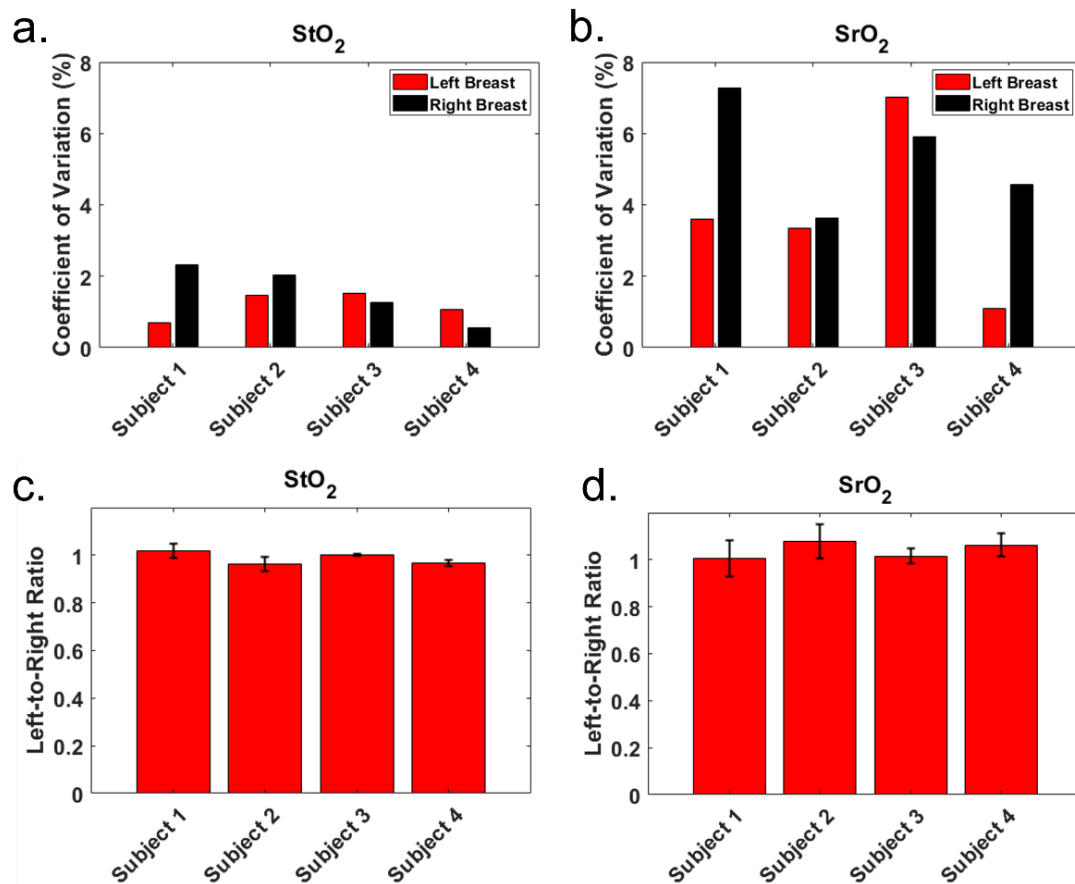 a.
StO2
Coefficient of Variation (%)
8
6
4
2
0
Left Breast
Right Breast
Subject 1
Subject 2
Subject 3
Subject 4
b.
SrO2
Coefficient of Variation (%)
8
6
4
2
0
Left Breast
Right Breast
Subject 1
Subject 2
Subject 3
Subject 4
c.
StO2
Left-to-Right Ratio
1
0.8
0.6
0.4
0.2
0
Subject 1
Subject 2
Subject 3
Subject 4
d.
SrO2
Left-to-Right Ratio
1
0.8
0.6
0.4
0.2
0
Subject 1
Subject 2
Subject 3
Subject 4